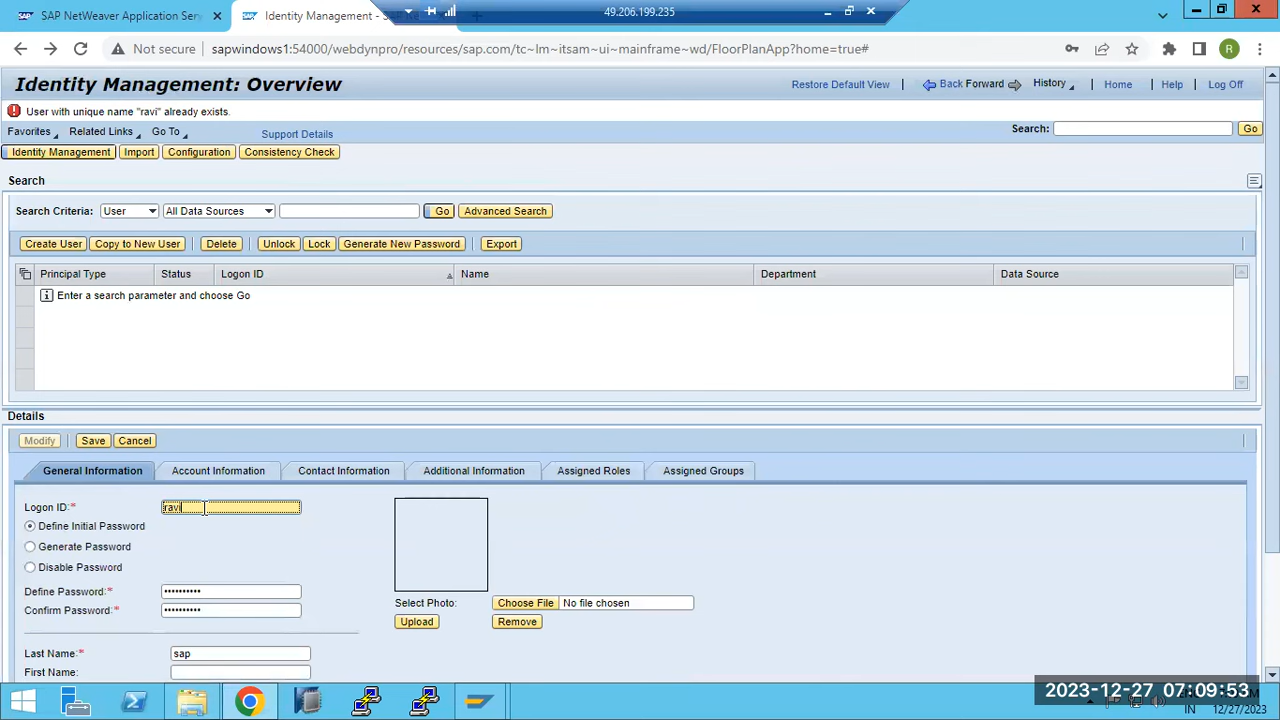 SAP NetWeaver Application Serv
Identity Management - SAP Ne
49.206.199.235
Not secure
sapwindows1:54000/webdynpro/resources/sap.com/tc~lm~itsam~ui~mainframe~wd/FloorPlanApp?home=true#
R
Identity Management: Overview
Restore Default View
Back Forward
History
Home
Help
Log Off
User with unique name "ravi" already exists.
Favorites
Related Links
Go To
Support Details
Search:
Go
Identity Management
Import
Configuration
Consistency Check
Search
Search Criteria:
User
All Data Sources
Go
Advanced Search
Create User
Copy to New User
Delete
Unlock
Lock
Generate New Password
Export
Principal Type
Status
Logon ID
Name
Department
Data Source
Enter a search parameter and choose Go
Details
Modify
Save
Cancel
General Information
Account Information
Contact Information
Additional Information
Assigned Roles
Assigned Groups
Logon ID:*
ravi
Define Initial Password
Generate Password
Disable Password
Define Password:*
••••••••••
Confirm Password:*
••••••••••
Select Photo:
Choose File
No file chosen
Upload
Remove
Last Name:*
sap
First Name:
2023-12-27 07:09:53
IN
12/27/2023